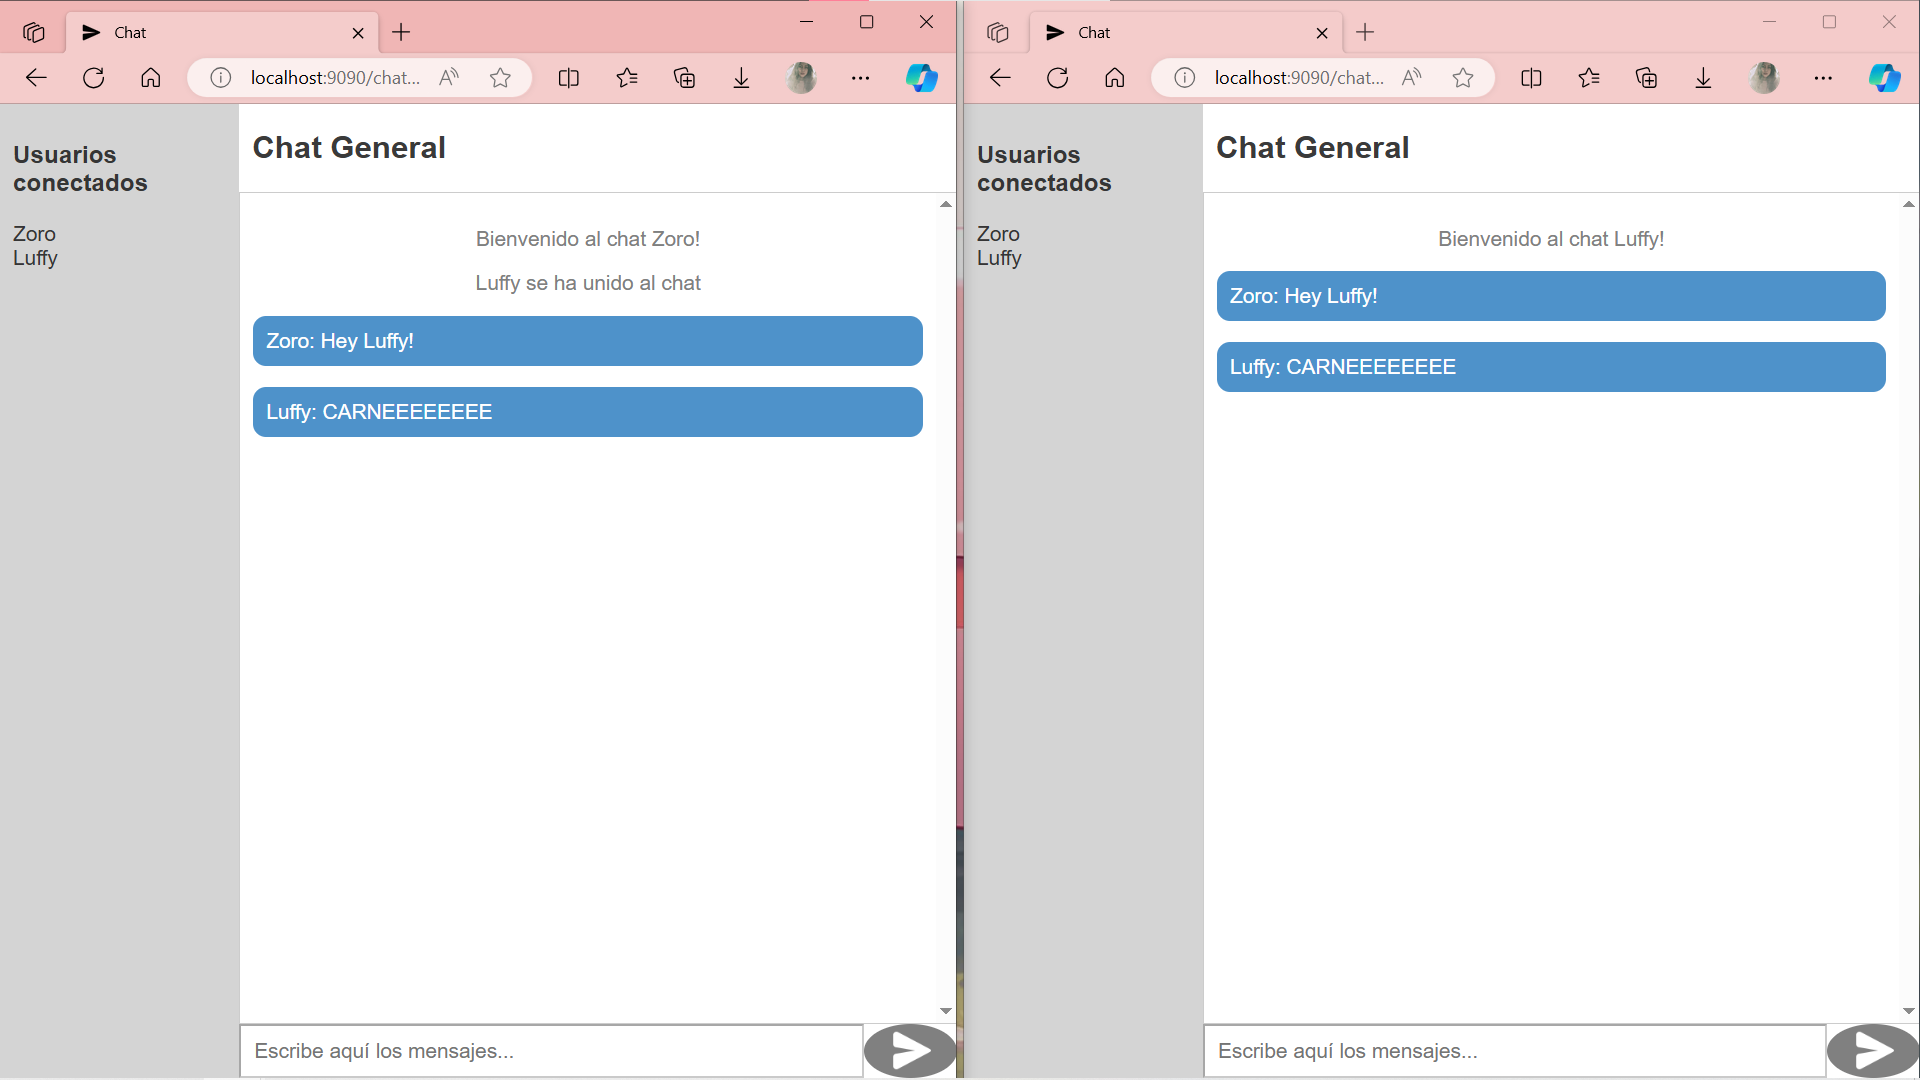 Chat
localhost:9090/chat...
Usuarios
conectados
Zoro
Luffy
Chat General
Bienvenido al chat Zoro!
Luffy se ha unido al chat
Zoro: Hey Luffy!
Luffy: CARNEEEEEEEE
Escribe aquí los mensajes...
Chat
localhost:9090/chat...
Usuarios
conectados
Zoro
Luffy
Chat General
Bienvenido al chat Luffy!
Zoro: Hey Luffy!
Luffy: CARNEEEEEEEE
Escribe aquí los mensajes...